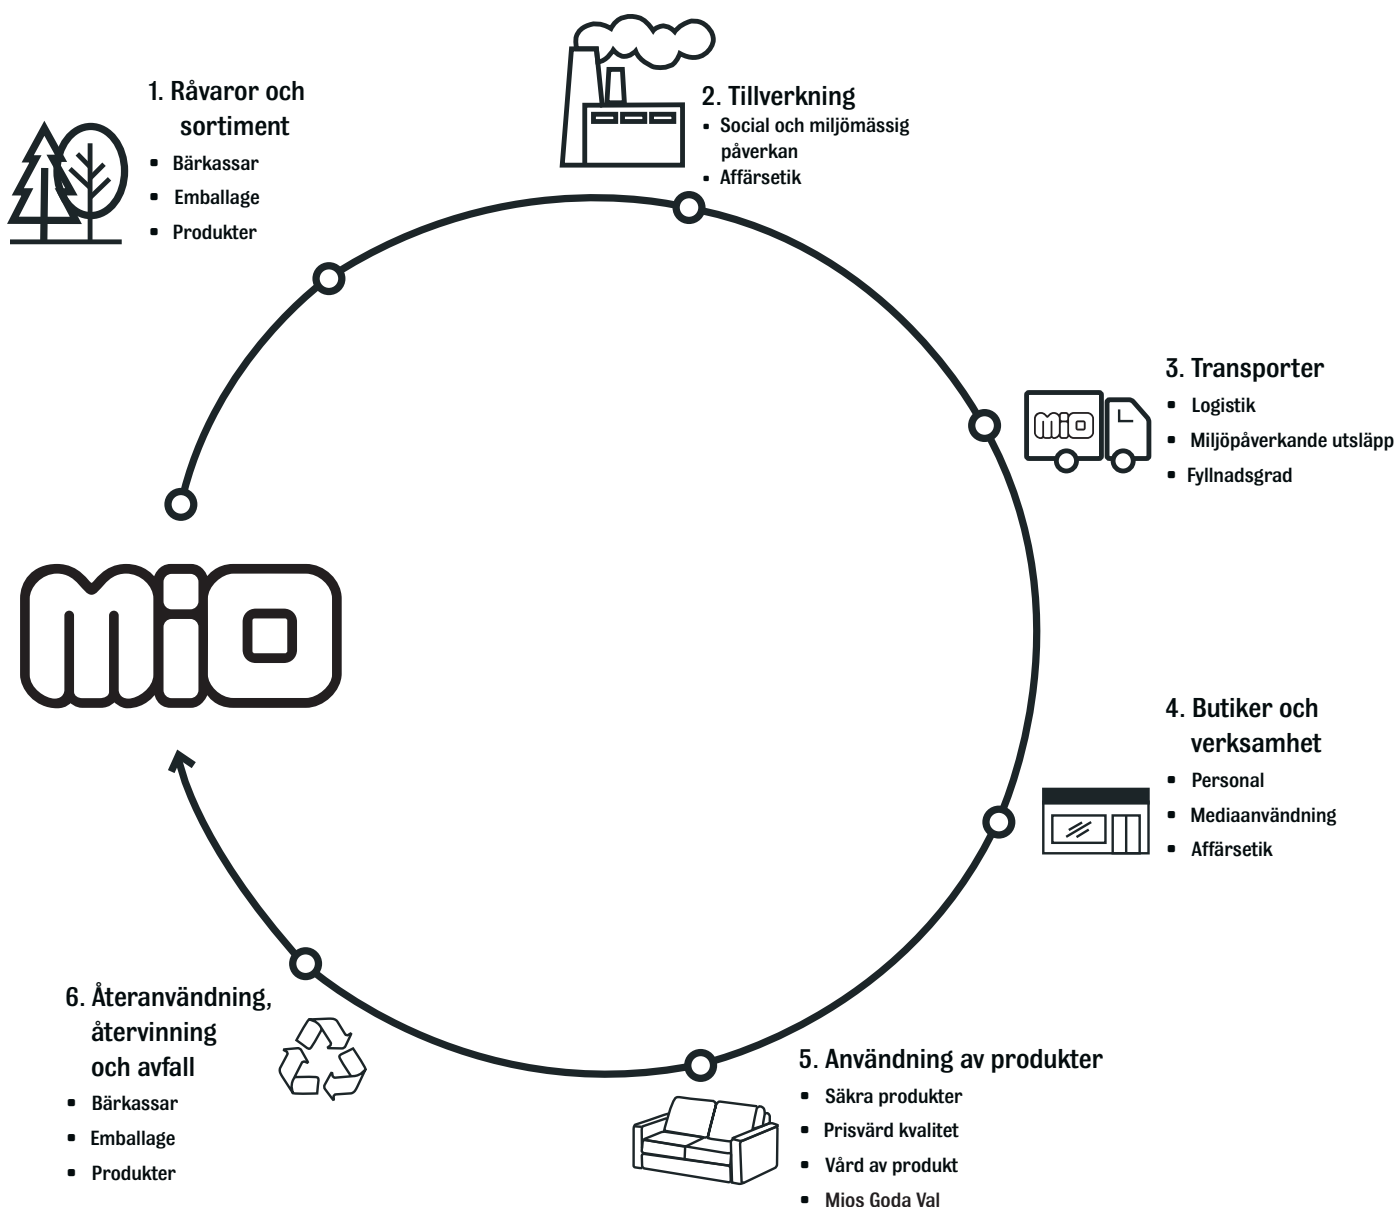 1. Råvaror och
sortiment
▪ Bärkassar
▪ Emballage
▪ Produkter
2. Tillverkning
▪ Social och miljömässig
påverkan
▪ Affärsetik
3. Transporter
▪ Logistik
▪ Miljöpåverkande utsläpp
▪ Fyllnadsgrad
mio
mio
4. Butiker och
verksamhet
▪ Personal
▪ Mediaanvändning
▪ Affärsetik
5. Användning av produkter
▪ Säkra produkter
▪ Prisvärd kvalitet
▪ Vård av produkt
▪ Mios Goda Val
6. Återanvändning,
återvinning
och avfall
▪ Bärkassar
▪ Emballage
▪ Produkter